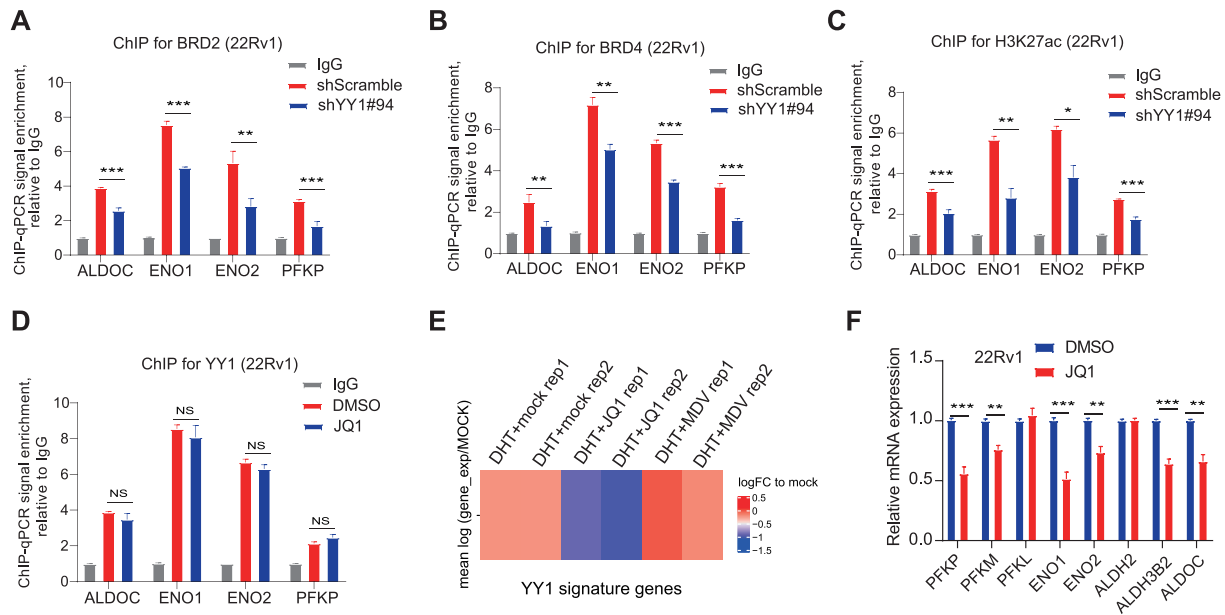 A
ChIP for BRD2 (22Rv1)
IgG
shScramble
shYY1#94
ChIP-qPCR signal enrichment,
relative to IgG
10
8
6
4
2
0
***
***
**
***
ALDOC
ENO1
ENO2
PFKP
B
ChIP for BRD4 (22Rv1)
IgG
shScramble
shYY1#94
ChIP-qPCR signal enrichment,
relative to IgG
8
6
4
2
0
**
**
***
***
ALDOC
ENO1
ENO2
PFKP
C
ChIP for H3K27ac (22Rv1)
IgG
shScramble
shYY1#94
ChIP-qPCR signal enrichment,
relative to IgG
8
6
4
2
0
***
**
*
***
ALDOC
ENO1
ENO2
PFKP
D
ChIP for YY1 (22Rv1)
IgG
DMSO
JQ1
ChIP-qPCR signal enrichment,
relative to IgG
10
8
6
4
2
0
NS
NS
NS
NS
ALDOC
ENO1
ENO2
PFKP
E
DHT+mock rep1
DHT+mock rep2
DHT+JQ1 rep1
DHT+JQ1 rep2
DHT+MDV rep1
DHT+MDV rep2
mean log (gene_exp/MOCK)
logFC to mock
0.5
0
−0.5
−1
−1.5
YY1 signature genes
F
22Rv1
DMSO
JQ1
Relative mRNA expression
1.5
1.0
0.5
0.0
***
**
***
**
***
**
PFKP
PFKM
PFKL
ENO1
ENO2
ALDH2
ALDH3B2
ALDOC